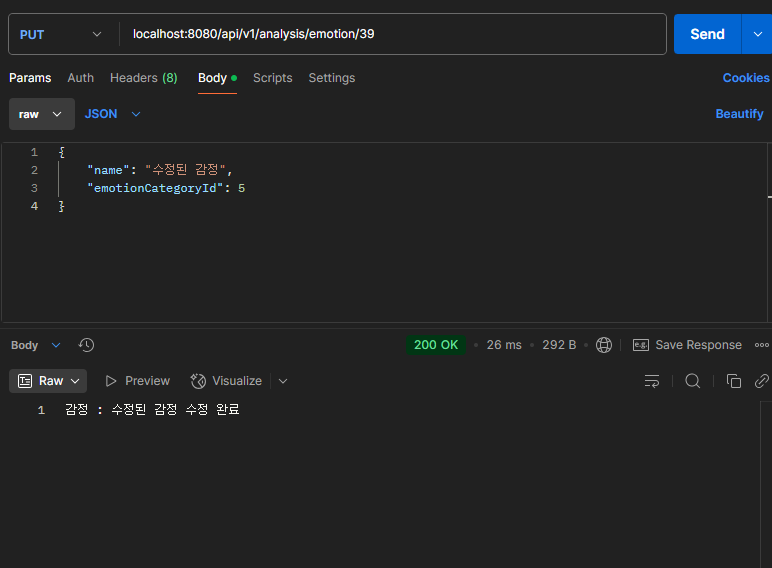 PUT localhost:8080/api/v1/analysis/emotion/39 Send
Params Auth Headers (8) Body Scripts Settings Cookies
raw JSON Beautify
1 {
2 "name": "수정된 감정",
3 "emotionCategoryId": 5
4 }
Body 200 OK 26 ms 292 B e.g. Save Response
Raw Preview Visualize
1 감정 : 수정된 감정 수정 완료